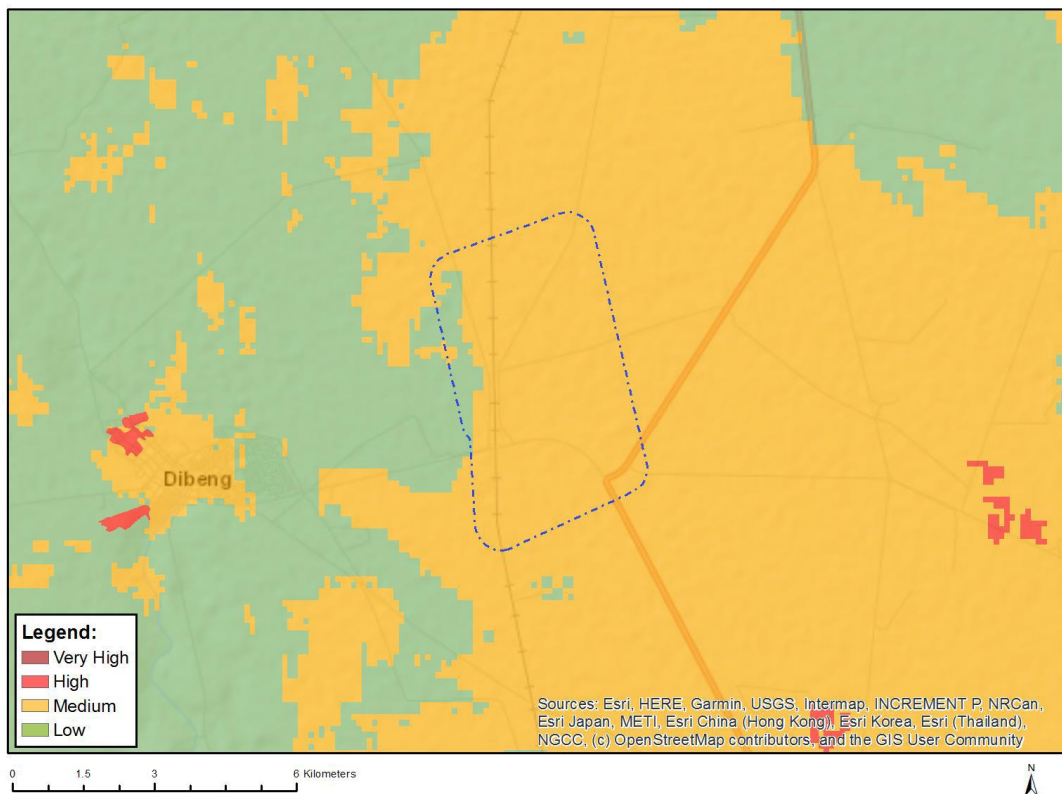 Dibeng
Legend:
Very High
High
Medium
Low
Sources: Esri, HERE, Garmin, USGS, Intermap, INCREMENT P, NRCan,
Esri Japan, METI, Esri China (Hong Kong), Esri Korea, Esri (Thailand),
NGCC, (c) OpenStreetMap contributors, and the GIS User Community
0 1.5 3 6 Kilometers
N